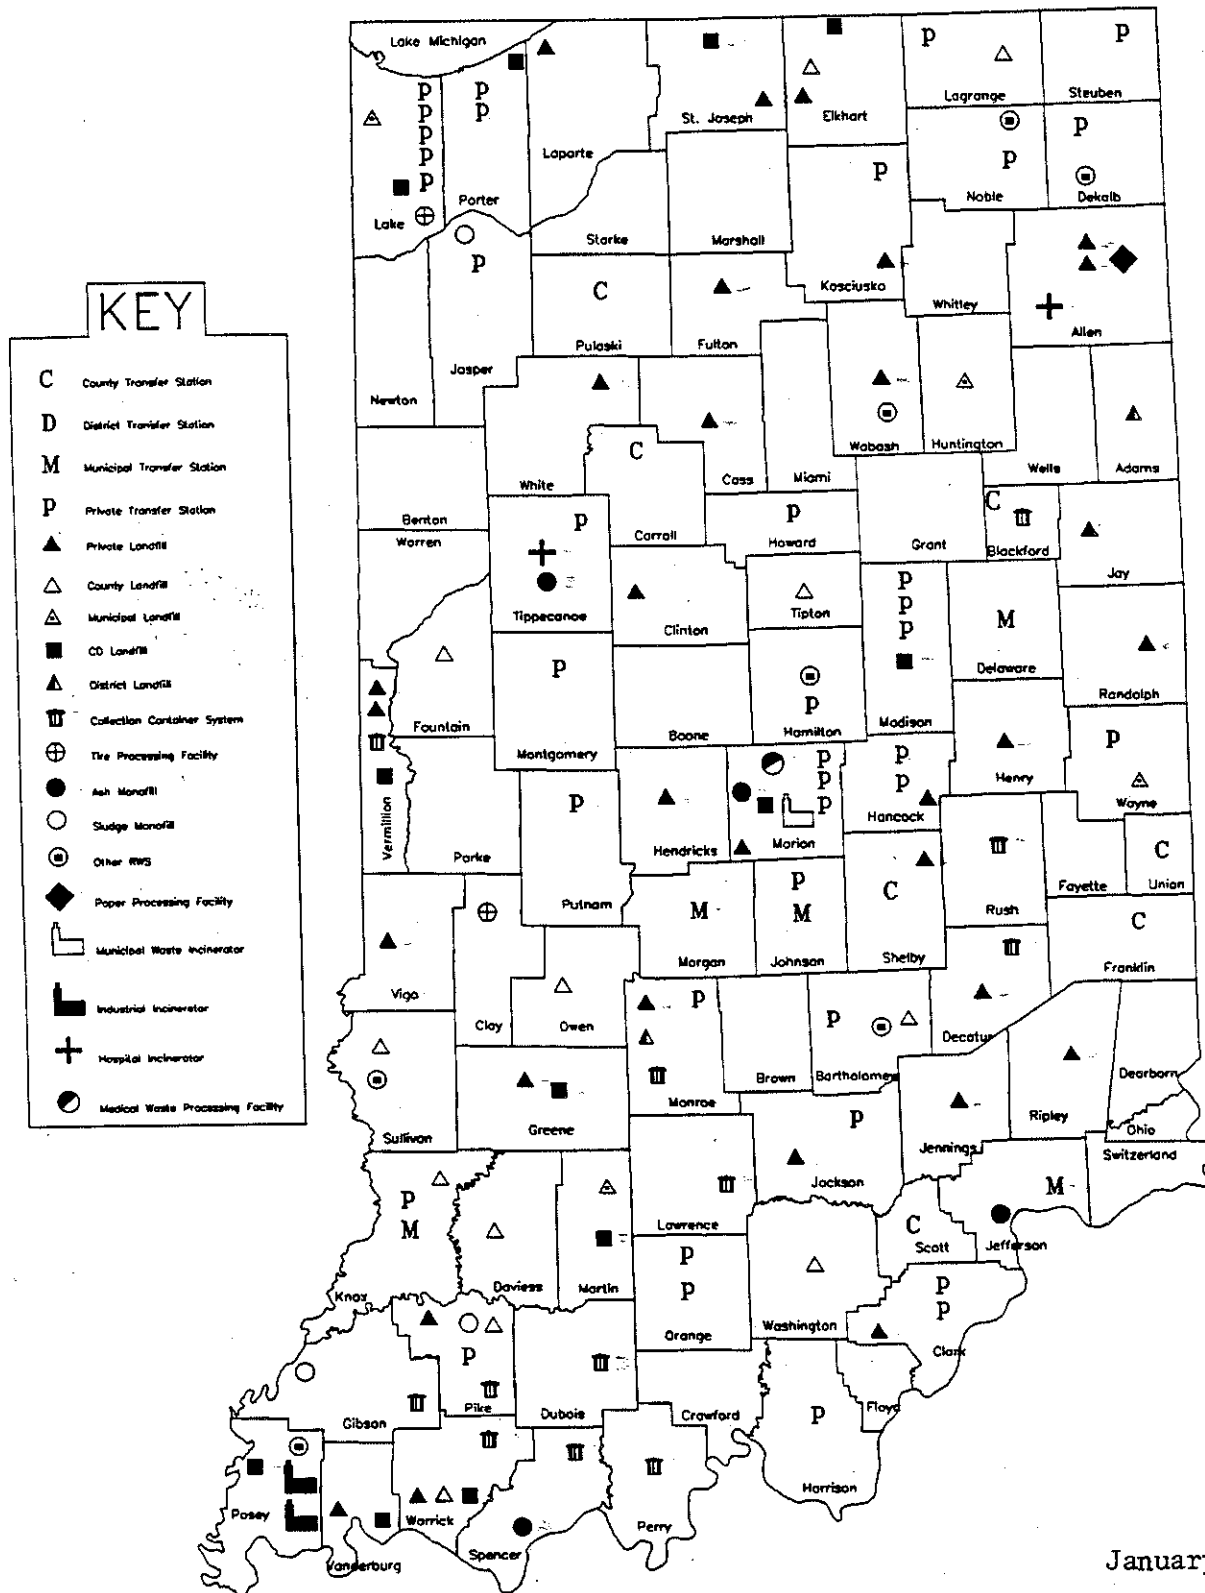 KEY
C County Transfer Station
D District Transfer Station
M Municipal Transfer Station
P Private Transfer Station
Private Landfill
County Landfill
Municipal Landfill
CD Landfill
District Landfill
Collection Container System
Tire Processing Facility
Ash Monofill
Sludge Monofill
Other RWS
Paper Processing Facility
Municipal Waste Incinerator
Industrial Incinerator
Hospital Incinerator
Medical Waste Processing Facility
Lake Michigan
P
P
P
P
P
Lake
P
P
Porter
Laporte
St. Joseph
Elkhart
P
Lagrange
P
Steuben
P
Noble
P
Dekalb
Starke
Marshall
P
Kosciusko
Whitley
Allen
Newton
P
Jasper
C
Pulaski
Fulton
Wabash
Huntington
Wells
Adams
Benton
White
C
Carroll
Cass
Miami
P
Howard
Grant
C
Blackford
Jay
Warren
P
Tippecanoe
Clinton
Tipton
P
P
P
Madison
M
Delaware
Randolph
Fountain
P
Montgomery
Boone
P
Hamilton
Henry
P
Wayne
Vermillion
Parke
P
Putnam
Hendricks
P
P
P
Marion
P
P
Hancock
Rush
Fayette
C
Union
Vigo
Clay
Owen
M
Morgan
P
M
Johnson
C
Shelby
C
Franklin
Decatur
Sullivan
Greene
P
Monroe
Brown
P
Bartholomew
Jennings
Ripley
Dearborn
Ohio
Switzerland
P
M
Knox
Daviess
Martin
Lawrence
P
Jackson
C
Scott
M
Jefferson
P
P
Orange
Washington
P
P
Clark
Gibson
P
Pike
Dubois
Crawford
P
Harrison
Floyd
Posey
Vanderburg
Warrick
Spencer
Perry
January